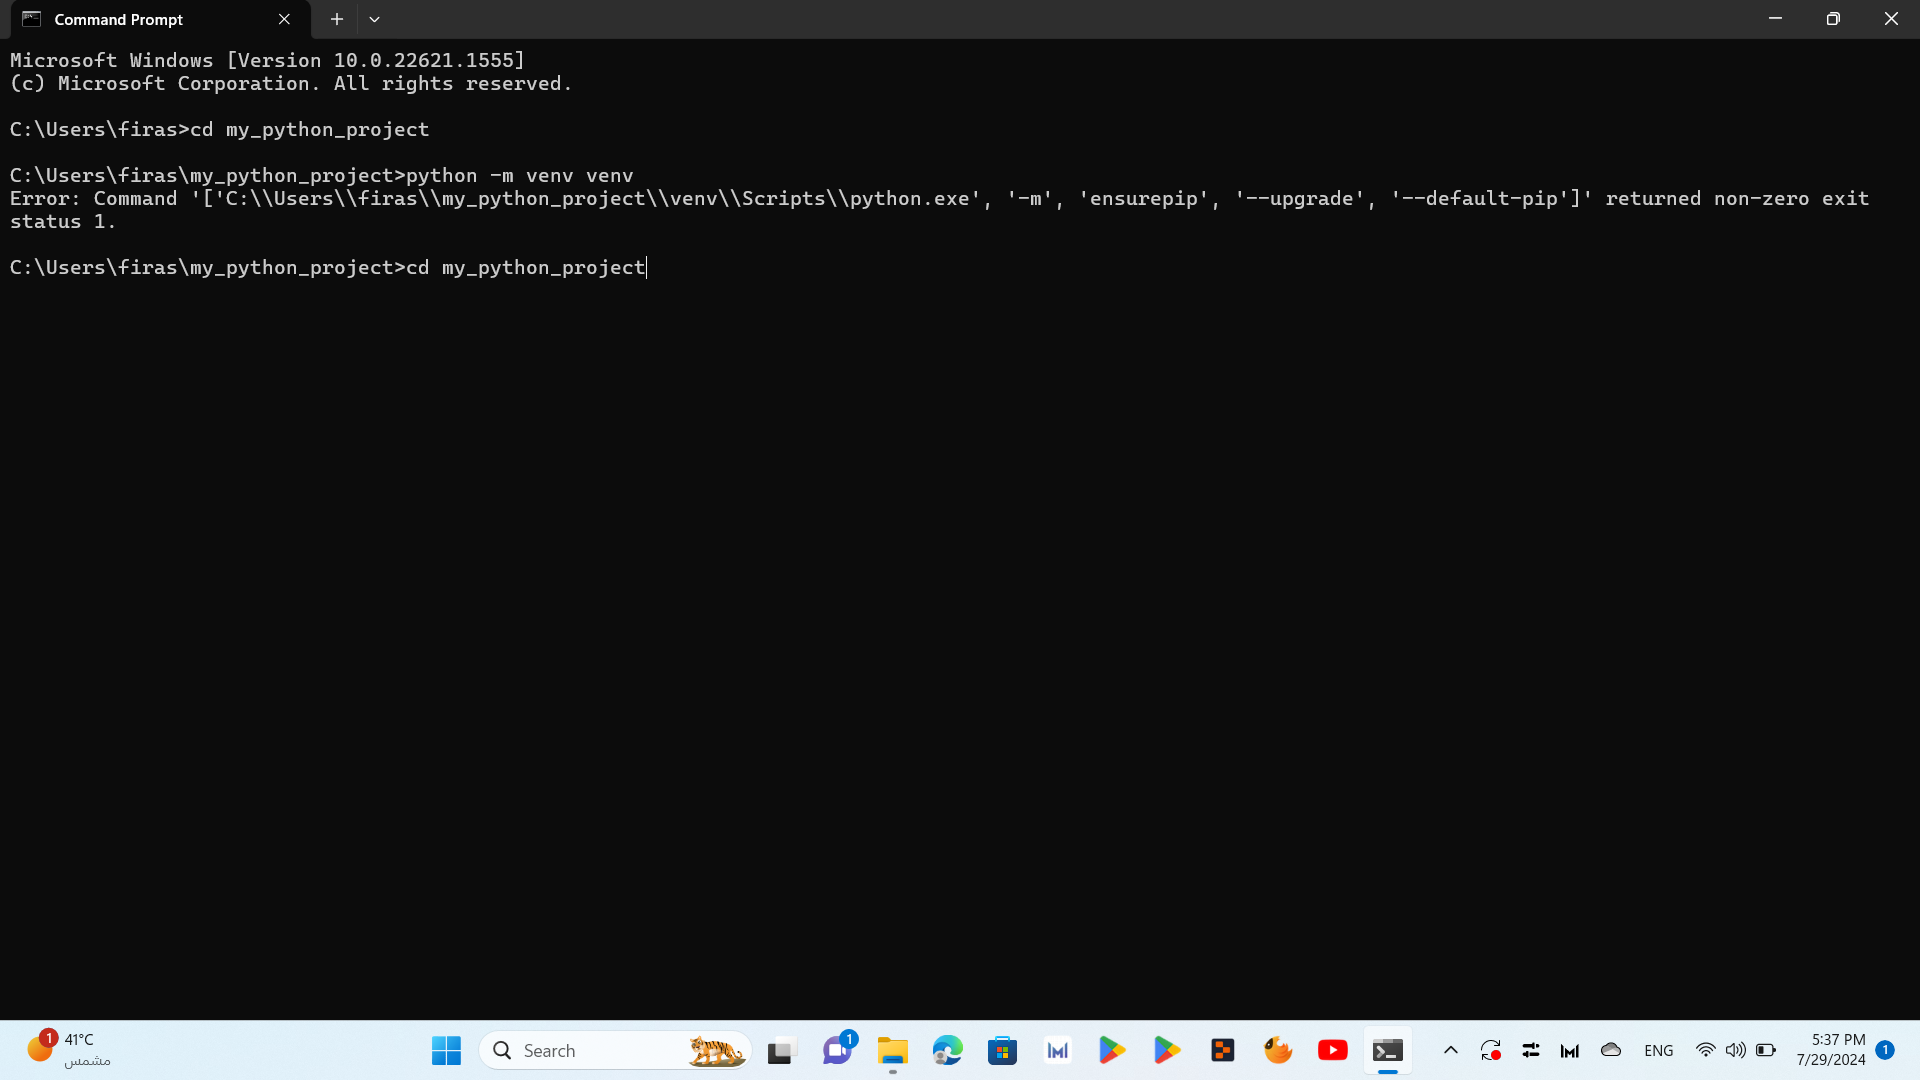 Command Prompt
Microsoft Windows [Version 10.0.22621.1555]
(c) Microsoft Corporation. All rights reserved.
C:\Users\firas>cd my_python_project
C:\Users\firas\my_python_project>python -m venv venv
Error: Command '['C:\\Users\\firas\\my_python_project\\venv\\Scripts\\python.exe', '-m', 'ensurepip', '--upgrade', '--default-pip']' returned non-zero exit
status 1.
C:\Users\firas\my_python_project>cd my_python_project
1
41°C
مشمس
Search
1
ENG
5:37 PM
7/29/2024
1